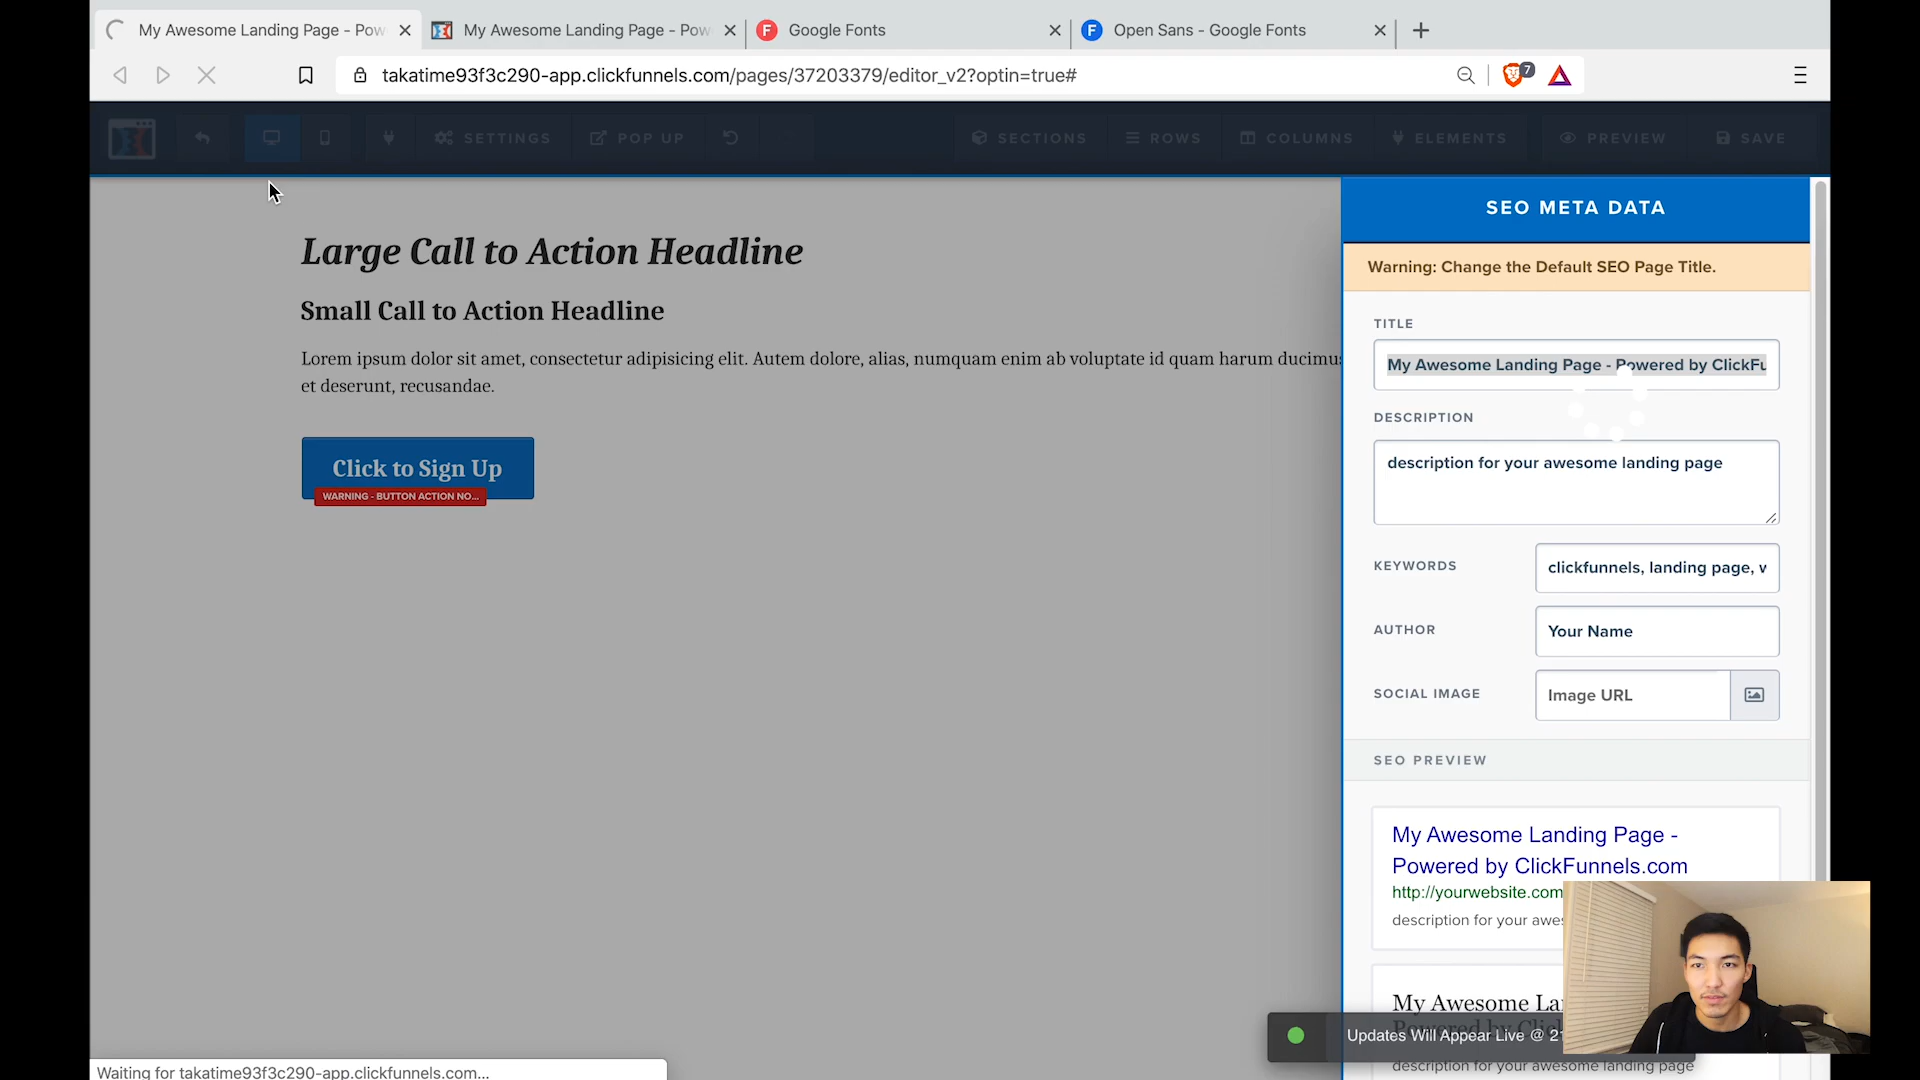 My Awesome Landing Page - Pow
My Awesome Landing Page - Pow
Google Fonts
Open Sans - Google Fonts
takatime93f3c290-app.clickfunnels.com/pages/37203379/editor_v2?optin=true#
7
SETTINGS
POP UP
SECTIONS
ROWS
COLUMNS
ELEMENTS
PREVIEW
SAVE
Large Call to Action Headline
Small Call to Action Headline
Lorem ipsum dolor sit amet, consectetur adipisicing elit. Autem dolore, alias, numquam enim ab voluptate id quam harum ducimus
et deserunt, recusandae.
Click to Sign Up
WARNING - BUTTON ACTION NO...
SEO META DATA
Warning: Change the Default SEO Page Title.
TITLE
My Awesome Landing Page - Powered by ClickFu
DESCRIPTION
description for your awesome landing page
KEYWORDS
clickfunnels, landing page, w
AUTHOR
Your Name
SOCIAL IMAGE
Image URL
SEO PREVIEW
My Awesome Landing Page -
Powered by ClickFunnels.com
http://yourwebsite.com
description for your awes
My Awesome La
Powered by Click
Updates Will Appear Live @ 21
description for your awesome landing page
Waiting for takatime93f3c290-app.clickfunnels.com...